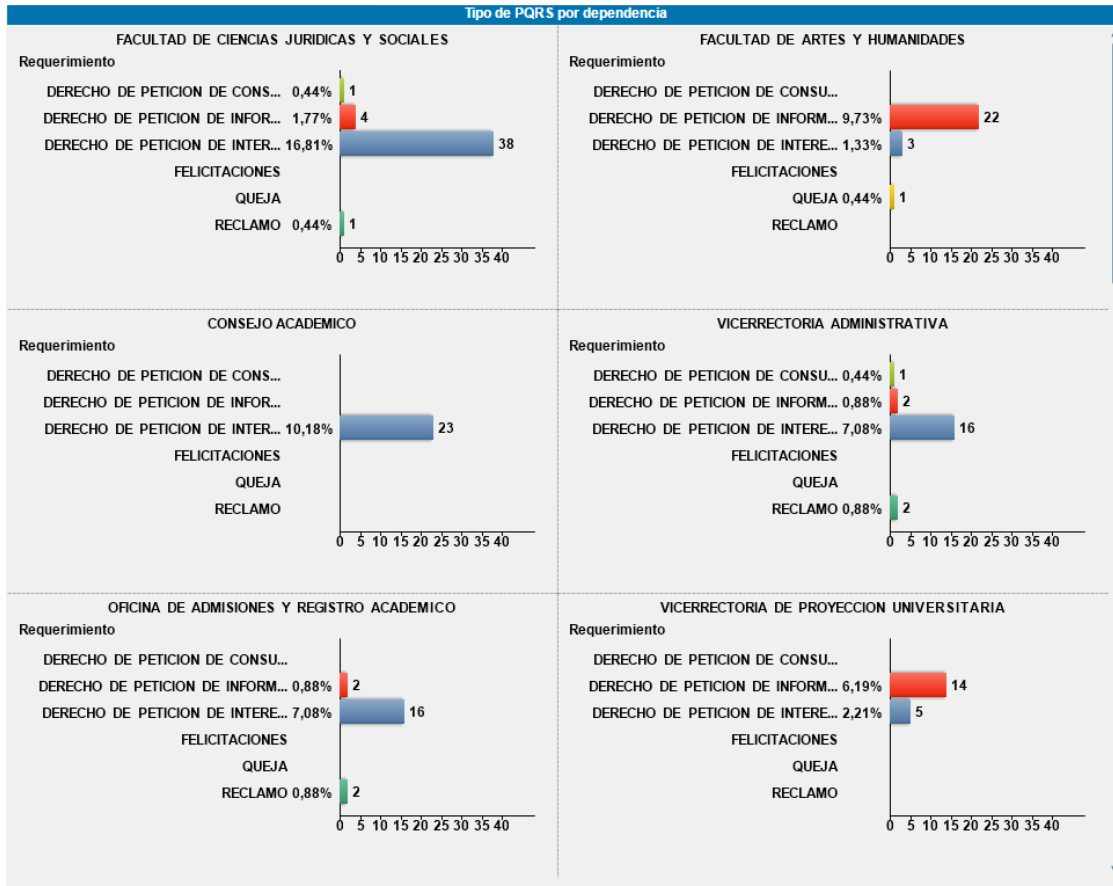 Tipo de PQRS por dependencia
FACULTAD DE CIENCIAS JURIDICAS Y SOCIALES
Requerimiento
DERECHO DE PETICION DE CONS... 0,44% 1
DERECHO DE PETICION DE INFOR... 1,77% 4
DERECHO DE PETICION DE INTER... 16,81% 38
FELICITACIONES
QUEJA
RECLAMO 0,44% 1
0 5 10 15 20 25 30 35 40
FACULTAD DE ARTES Y HUMANIDADES
Requerimiento
DERECHO DE PETICION DE CONSU...
DERECHO DE PETICION DE INFORM... 9,73% 22
DERECHO DE PETICION DE INTERE... 1,33% 3
FELICITACIONES
QUEJA 0,44% 1
RECLAMO
0 5 10 15 20 25 30 35 40
CONSEJO ACADEMICO
Requerimiento
DERECHO DE PETICION DE CONS...
DERECHO DE PETICION DE INFOR...
DERECHO DE PETICION DE INTER... 10,18% 23
FELICITACIONES
QUEJA
RECLAMO
0 5 10 15 20 25 30 35 40
VICERRECTORIA ADMINISTRATIVA
Requerimiento
DERECHO DE PETICION DE CONSU... 0,44% 1
DERECHO DE PETICION DE INFORM... 0,88% 2
DERECHO DE PETICION DE INTERE... 7,08% 16
FELICITACIONES
QUEJA
RECLAMO 0,88% 2
0 5 10 15 20 25 30 35 40
OFICINA DE ADMISIONES Y REGISTRO ACADEMICO
Requerimiento
DERECHO DE PETICION DE CONSU...
DERECHO DE PETICION DE INFORM... 0,88% 2
DERECHO DE PETICION DE INTERE... 7,08% 16
FELICITACIONES
QUEJA
RECLAMO 0,88% 2
0 5 10 15 20 25 30 35 40
VICERRECTORIA DE PROYECCION UNIVERSITARIA
Requerimiento
DERECHO DE PETICION DE CONSU...
DERECHO DE PETICION DE INFORM... 6,19% 14
DERECHO DE PETICION DE INTERE... 2,21% 5
FELICITACIONES
QUEJA
RECLAMO
0 5 10 15 20 25 30 35 40